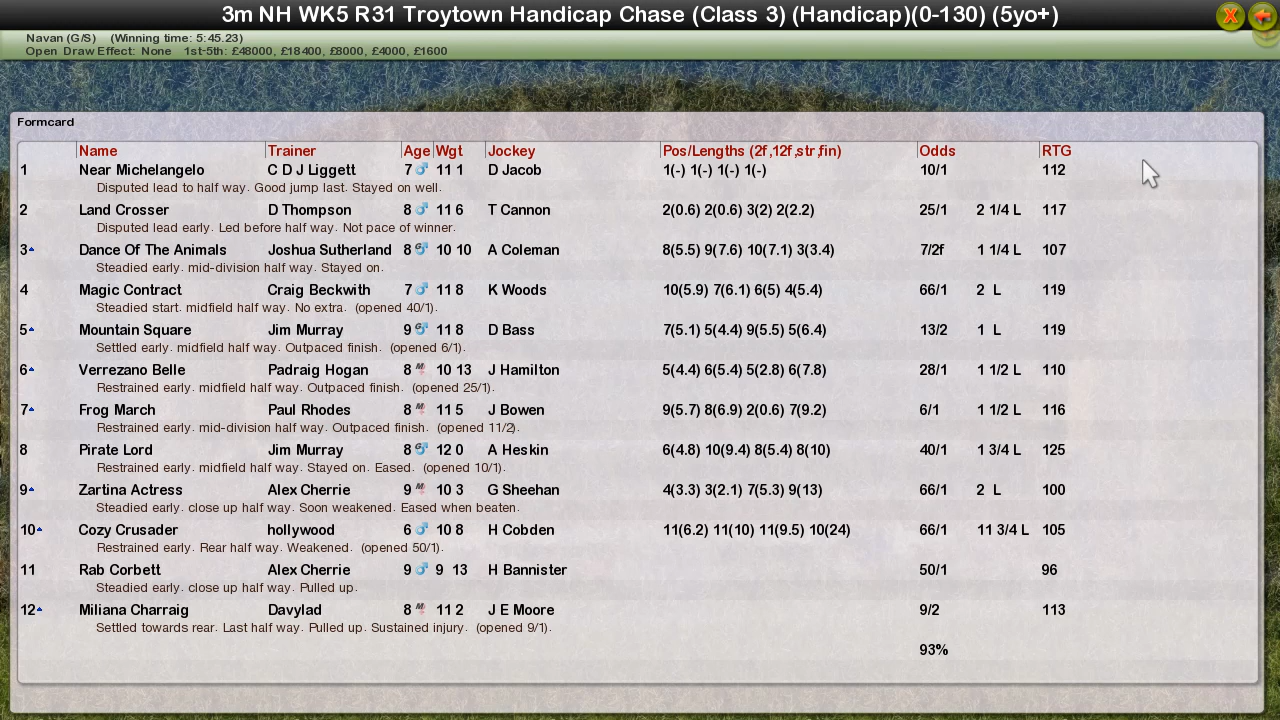 3m NH WK5 R31 Troytown Handicap Chase (Class 3) (Handicap)(0-130) (5yo+)
Navan (G/S) (Winning time: 5:45.23)
Open Draw Effect: None 1st-5th: £48000, £18400, £8000, £4000, £1600
Formcard
Name Trainer Age Wgt Jockey Pos/Lengths (2f,12f,str,fin) Odds RTG
1 Near Michelangelo C D J Liggett 7 11 1 D Jacob 1(-) 1(-) 1(-) 1(-) 10/1 112
Disputed lead to half way. Good jump last. Stayed on well.
2 Land Crosser D Thompson 8 11 6 T Cannon 2(0.6) 2(0.6) 3(2) 2(2.2) 25/1 2 1/4 L 117
Disputed lead early. Led before half way. Not pace of winner.
3 Dance Of The Animals Joshua Sutherland 8 10 10 A Coleman 8(5.5) 9(7.6) 10(7.1) 3(3.4) 7/2f 1 1/4 L 107
Steadied early. mid-division half way. Stayed on.
4 Magic Contract Craig Beckwith 7 11 8 K Woods 10(5.9) 7(6.1) 6(5) 4(5.4) 66/1 2 L 119
Steadied start. midfield half way. No extra. (opened 40/1).
5 Mountain Square Jim Murray 9 11 8 D Bass 7(5.1) 5(4.4) 9(5.5) 5(6.4) 13/2 1 L 119
Settled early. midfield half way. Outpaced finish. (opened 6/1).
6 Verrezano Belle Padraig Hogan 8 10 13 J Hamilton 5(4.4) 6(5.4) 5(2.8) 6(7.8) 28/1 1 1/2 L 110
Restrained early. midfield half way. Outpaced finish. (opened 25/1).
7 Frog March Paul Rhodes 8 11 5 J Bowen 9(5.7) 8(6.9) 2(0.6) 7(9.2) 6/1 1 1/2 L 116
Restrained early. mid-division half way. Outpaced finish. (opened 11/2).
8 Pirate Lord Jim Murray 8 12 0 A Heskin 6(4.8) 10(9.4) 8(5.4) 8(10) 40/1 1 3/4 L 125
Restrained early. midfield half way. Stayed on. Eased. (opened 10/1).
9 Zartina Actress Alex Cherrie 9 10 3 G Sheehan 4(3.3) 3(2.1) 7(5.3) 9(13) 66/1 2 L 100
Steadied early. close up half way. Soon weakened. Eased when beaten.
10 Cozy Crusader hollywood 6 10 8 H Cobden 11(6.2) 11(10) 11(9.5) 10(24) 66/1 11 3/4 L 105
Restrained early. Rear half way. Weakened. (opened 50/1).
11 Rab Corbett Alex Cherrie 9 9 13 H Bannister 50/1 96
Steadied early. close up half way. Pulled up.
12 Miliana Charraig Davylad 8 11 2 J E Moore 9/2 113
Settled towards rear. Last half way. Pulled up. Sustained injury. (opened 9/1).
93%